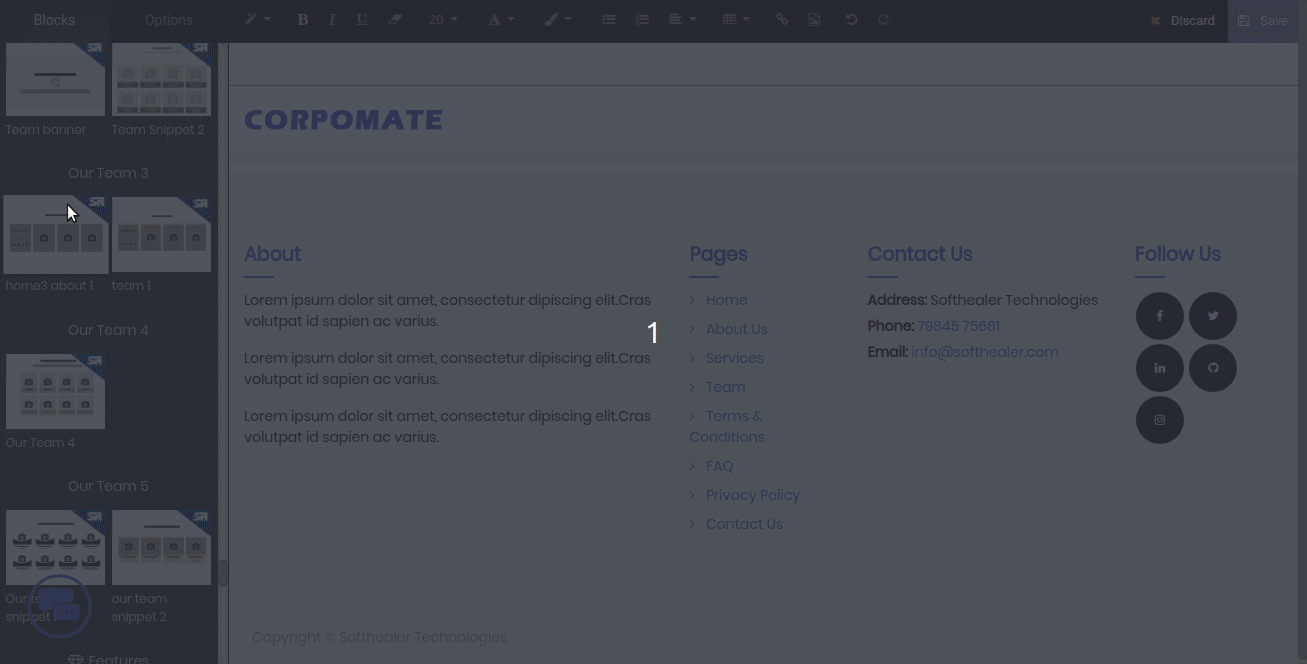 Blocks
Options
B I U
20
A
Discard
Save
Team banner
Team Snippet 2
Our Team 3
home3 about 1
team 1
Our Team 4
Our Team 4
Our Team 5
our team
snippet 2
Features
CORPOMATE
1
About
Lorem ipsum dolor sit amet, consectetur dipiscing elit.Cras
volutpat id sapien ac varius.
Lorem ipsum dolor sit amet, consectetur dipiscing elit.Cras
volutpat id sapien ac varius.
Lorem ipsum dolor sit amet, consectetur dipiscing elit.Cras
volutpat id sapien ac varius.
Pages
Home
About Us
Services
Team
Terms &
Conditions
FAQ
Privacy Policy
Contact Us
Contact Us
Address: Softhealer Technologies
Phone: 79845 75681
Email: info@softhealer.com
Follow Us
Copyright © Softhealer Technologies